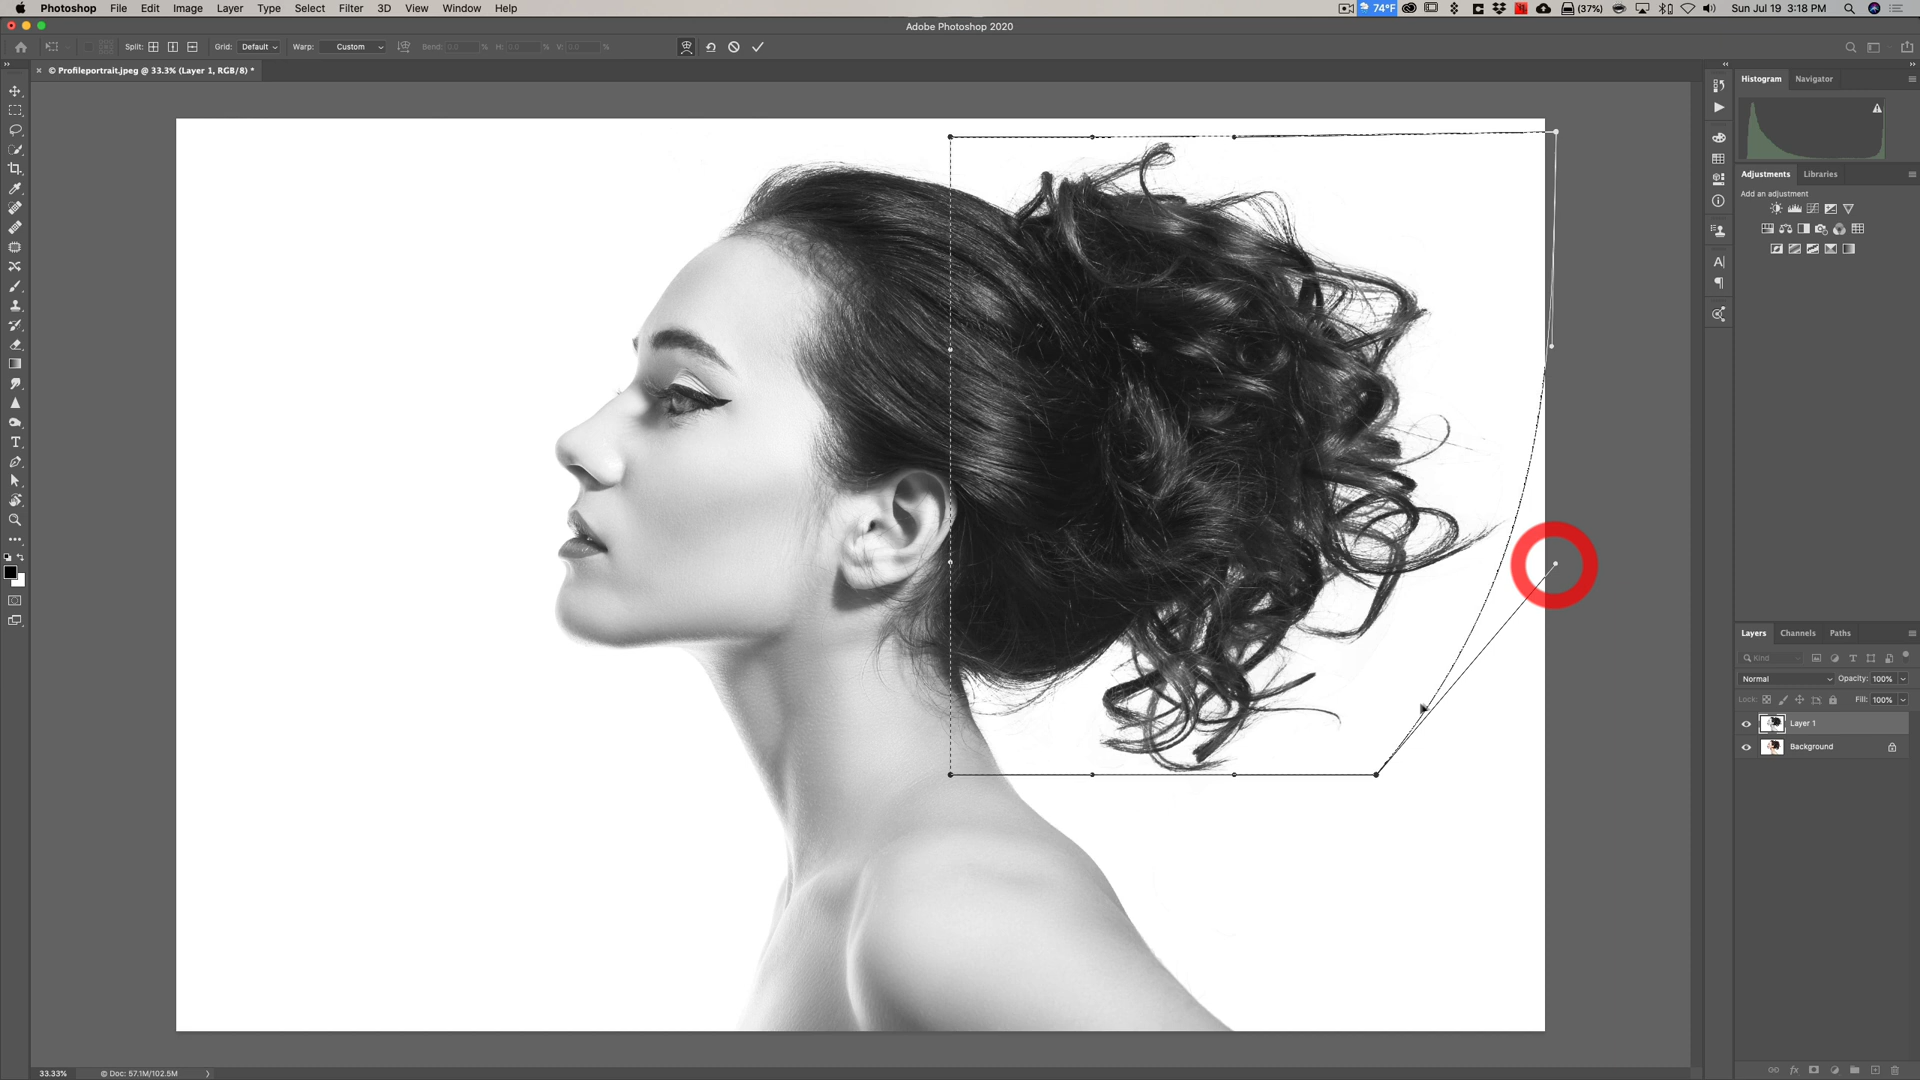 Photoshop File Edit Image Layer Type Select Filter 3D View Window Help 74°F (37%) Sun Jul 19 3:18 PM
Adobe Photoshop 2020
Split: Grid: Default Warp: Custom Bend: 0.0 % H: 0.0 % V: 0.0 %
× © Profileportrait.jpeg @ 33.3% (Layer 1, RGB/8) *
Histogram Navigator
Adjustments Libraries
Add an adjustment
Layers Channels Paths
Kind
Normal Opacity: 100%
Lock: Fill: 100%
Layer 1
Background
33.33% © Doc: 57.1M/102.5M